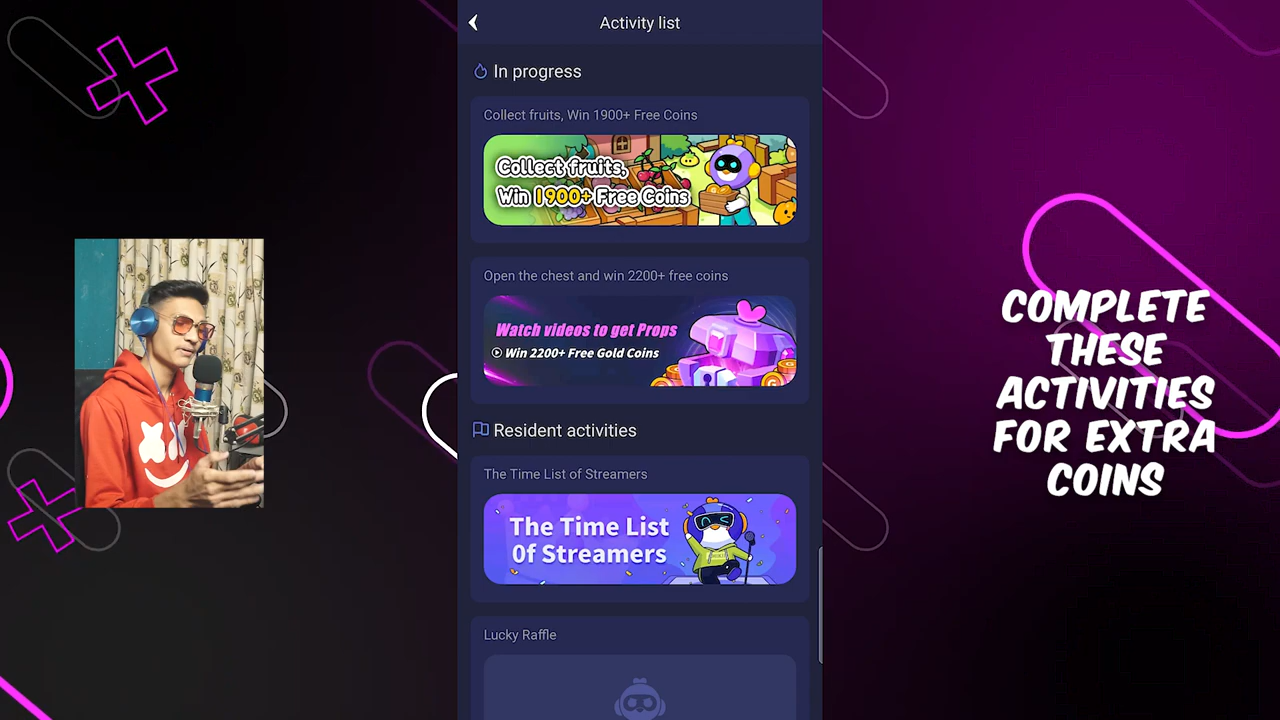 Activity list
In progress
Collect fruits, Win 1900+ Free Coins
Collect fruits,
Win 1900+ Free Coins
Open the chest and win 2200+ free coins
Watch videos to get Props
Win 2200+ Free Gold Coins
Resident activities
The Time List of Streamers
The Time List
Of Streamers
Lucky Raffle
COMPLETE
THESE
ACTIVITIES
FOR EXTRA
COINS